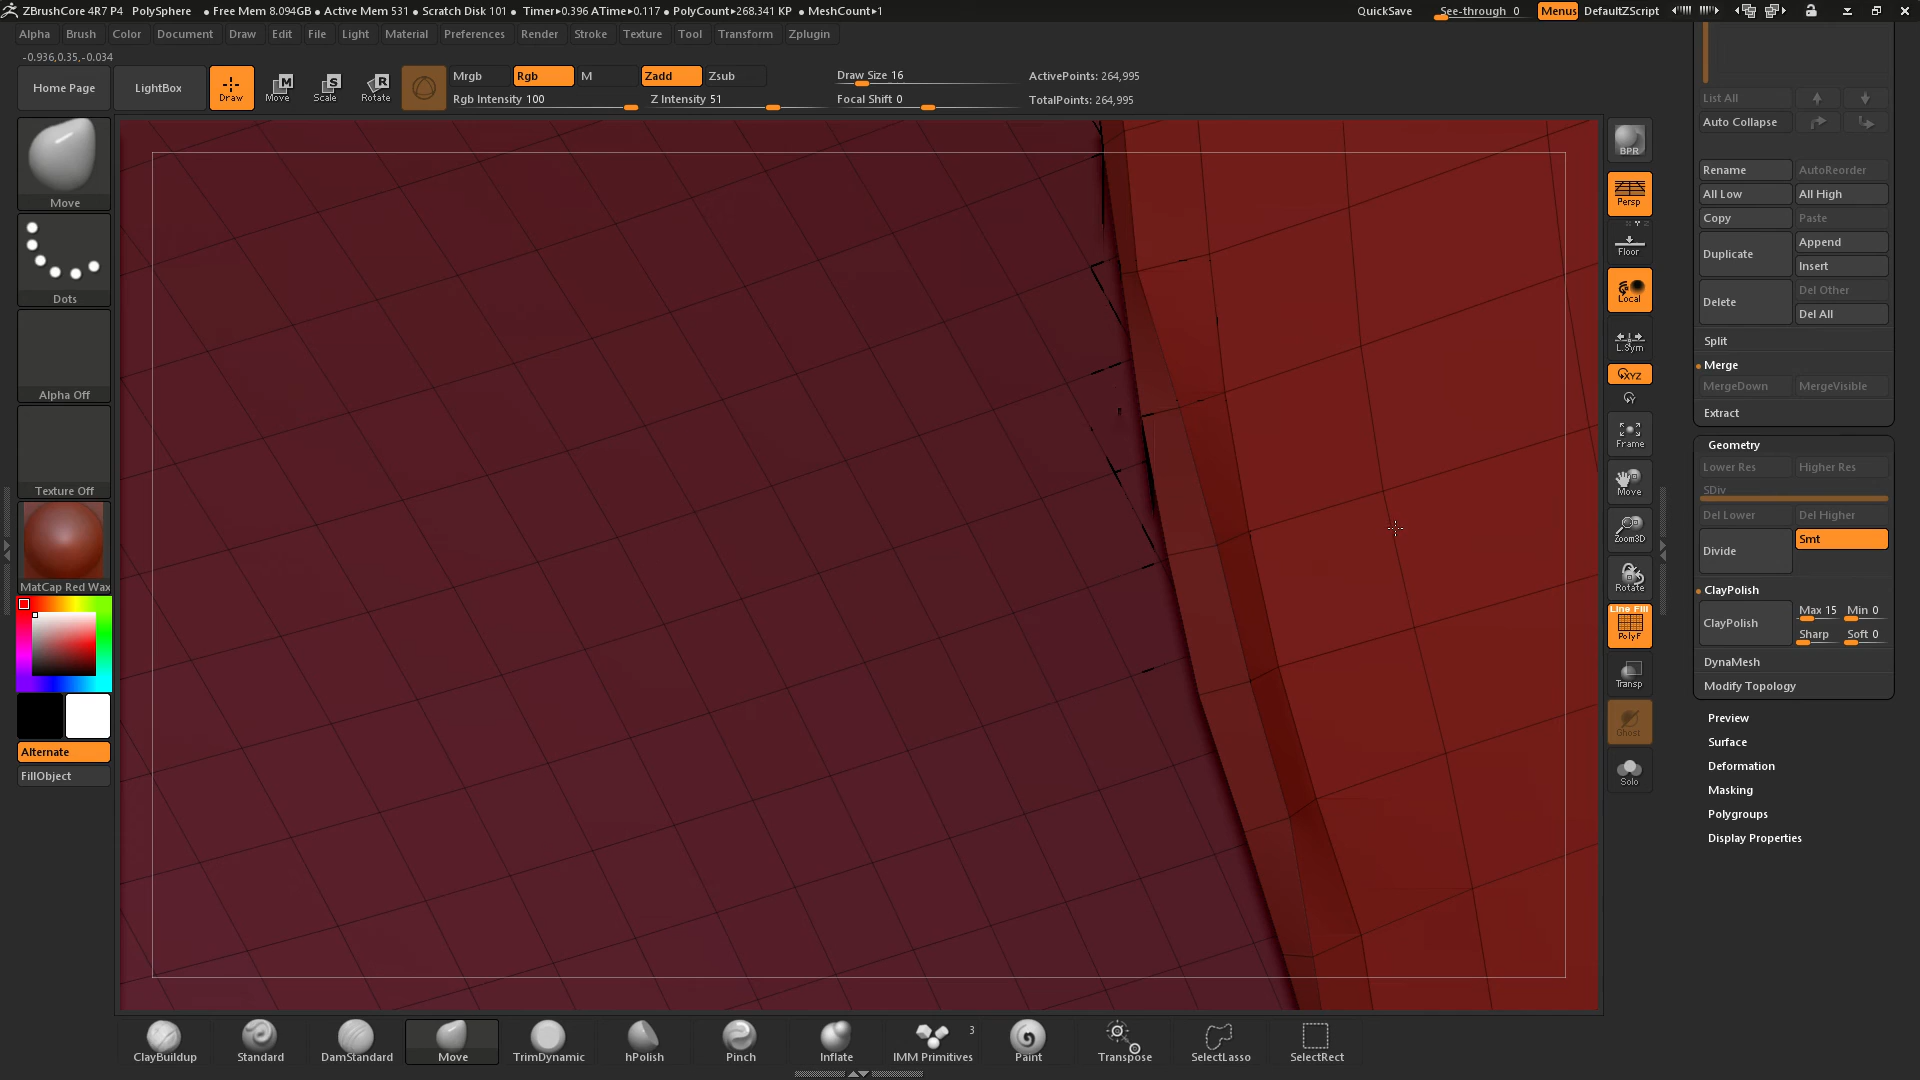 ZBrushCore 4R7 P4 PolySphere ● Free Mem 8.094GB ● Active Mem 531 ● Scratch Disk 101 ● Timer▸0.396 ATime▸0.117 ● PolyCount▸268.341 KP ● MeshCount▸1 QuickSave See-through 0 Menus DefaultZScript
Alpha Brush Color Document Draw Edit File Light Material Preferences Render Stroke Texture Tool Transform Zplugin
-0.936,0.35,-0.034
Home Page LightBox Draw Move Scale Rotate
Mrgb Rgb M Zadd Zsub Draw Size 16 ActivePoints: 264,995
Rgb Intensity 100 Z Intensity 51 Focal Shift 0 TotalPoints: 264,995
Move
Dots
Alpha Off
Texture Off
MatCap Red Wax
Alternate
FillObject
BPR
Persp
Floor
Local
L.Sym
XYZ
Y
Frame
Move
Zoom3D
Rotate
Line Fill
PolyF
Transp
Ghost
Solo
List All
Auto Collapse
Rename AutoReorder
All Low All High
Copy Paste
Duplicate Append
Insert
Delete Del Other
Del All
Split
Merge
MergeDown MergeVisible
Extract
Geometry
Lower Res Higher Res
SDiv
Del Lower Del Higher
Divide Smt
ClayPolish
ClayPolish Max 15 Min 0
Sharp Soft 0
DynaMesh
Modify Topology
Preview
Surface
Deformation
Masking
Polygroups
Display Properties
ClayBuildup Standard DamStandard Move TrimDynamic hPolish Pinch Inflate IMM Primitives 3 Paint Transpose SelectLasso SelectRect